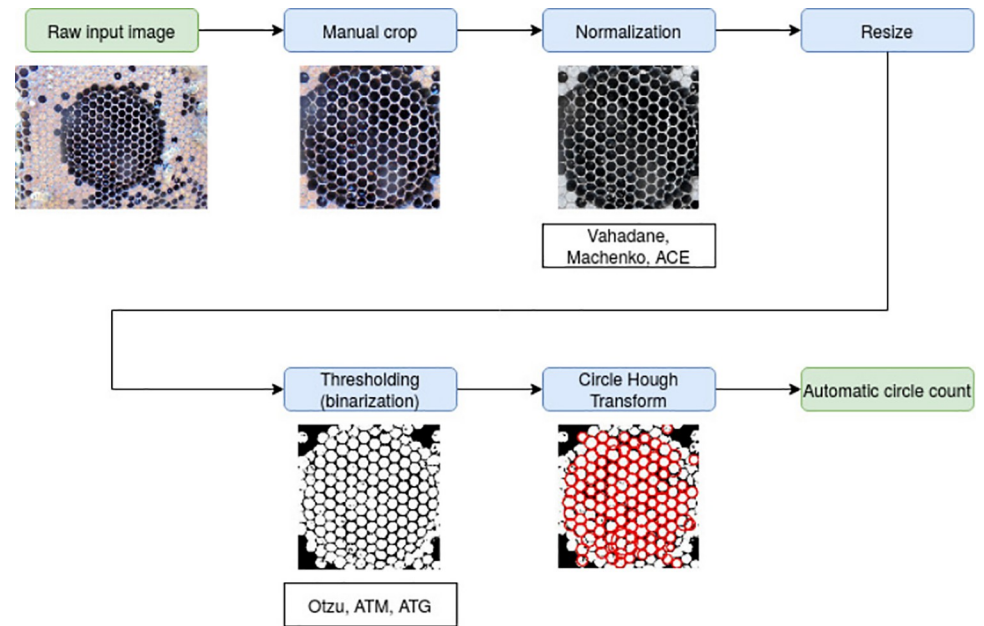 Raw input image
Manual crop
Normalization
Resize
Vahadane,
Machenko, ACE
Thresholding
(binarization)
Circle Hough
Transform
Automatic circle count
Otzu, ATM, ATG